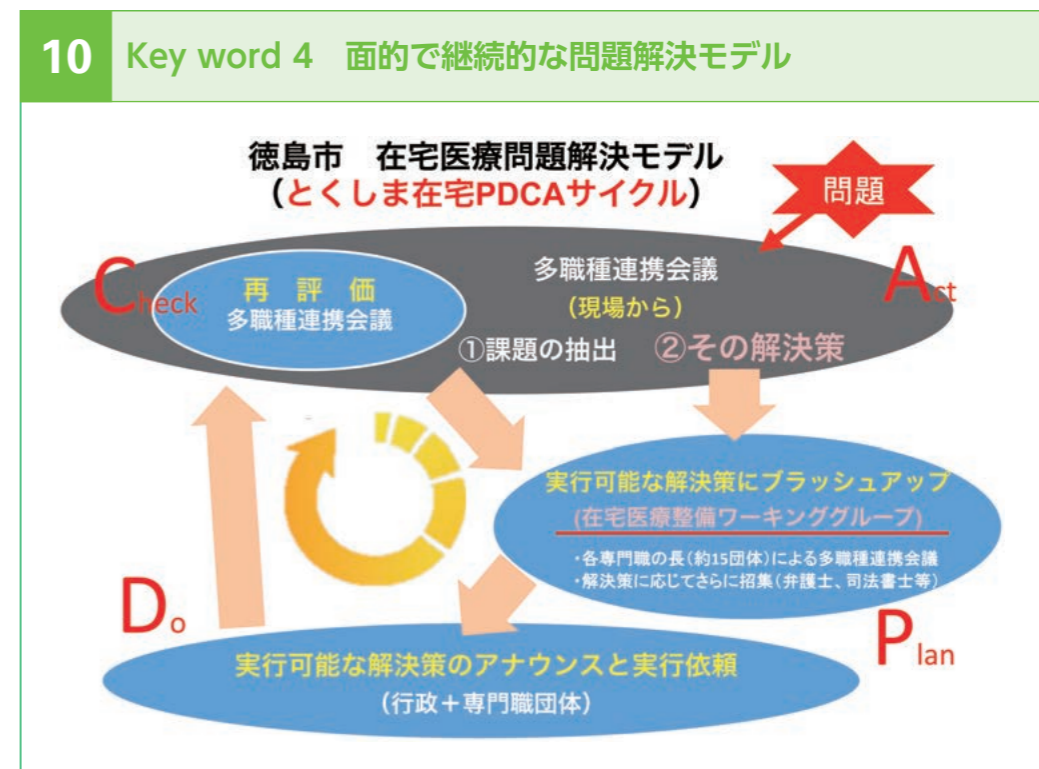 10 Key word 4 面的で継続的な問題解決モデル
徳島市 在宅医療問題解決モデル
（とくしま在宅PDCAサイクル）
問題
Check
再 評 価
多職種連携会議
多職種連携会議
（現場から）
①課題の抽出 ②その解決策
Act
実行可能な解決策にブラッシュアップ
(在宅医療整備ワーキンググループ)
・各専門職の長（約15団体）による多職種連携会議
・解決策に応じてさらに招集（弁護士、司法書士等）
Plan
Do
実行可能な解決策のアナウンスと実行依頼
（行政＋専門職団体）